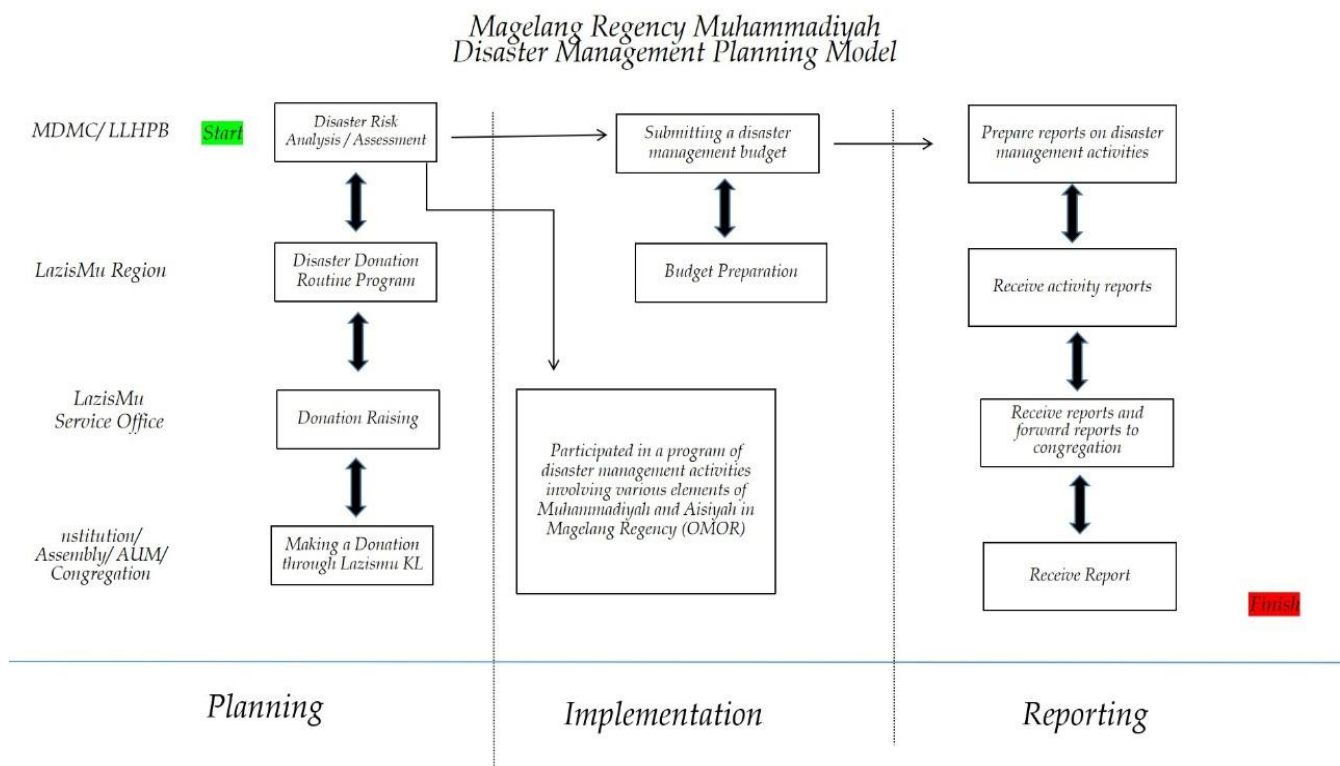 Magelang Regency Muhammadiyah
Disaster Management Planning Model
MDMC/ LLHPB
Start
Disaster Risk
Analysis / Assessment
Submitting a disaster
management budget
Prepare reports on disaster
management activities
LazisMu Region
Disaster Donation
Routine Program
Budget Preparation
Receive activity reports
LazisMu
Service Office
Donation Raising
Participated in a program of
disaster management activities
involving various elements of
Muhammadiyah and Aisiyah in
Magelang Regency (OMOR)
Receive reports and
forward reports to
congregation
nstitution/
Assembly/ AUM/
Congregation
Making a Donation
through Lazismu KL
Receive Report
Finish
Planning
Implementation
Reporting